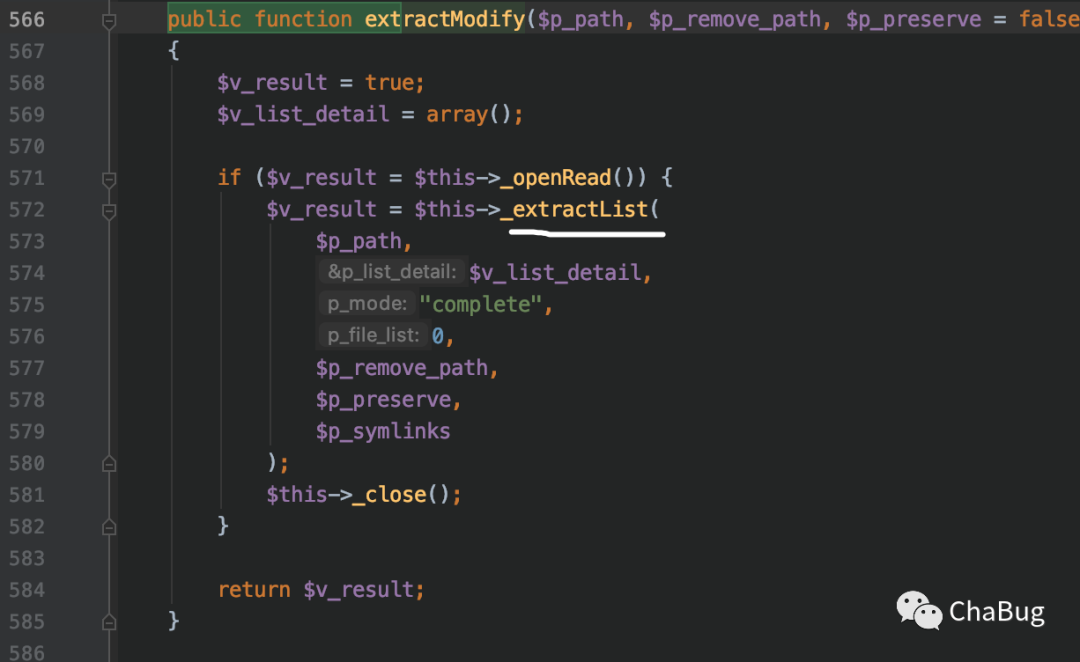 566 public function extractModify($p_path, $p_remove_path, $p_preserve = false
567 {
568 $v_result = true;
569 $v_list_detail = array();
570
571 if ($v_result = $this->_openRead()) {
572 $v_result = $this->_extractList(
573 $p_path,
574 &p_list_detail: $v_list_detail,
575 p_mode: "complete",
576 p_file_list: 0,
577 $p_remove_path,
578 $p_preserve,
579 $p_symlinks
580 );
581 $this->_close();
582 }
583
584 return $v_result;
585 }
586
ChaBug